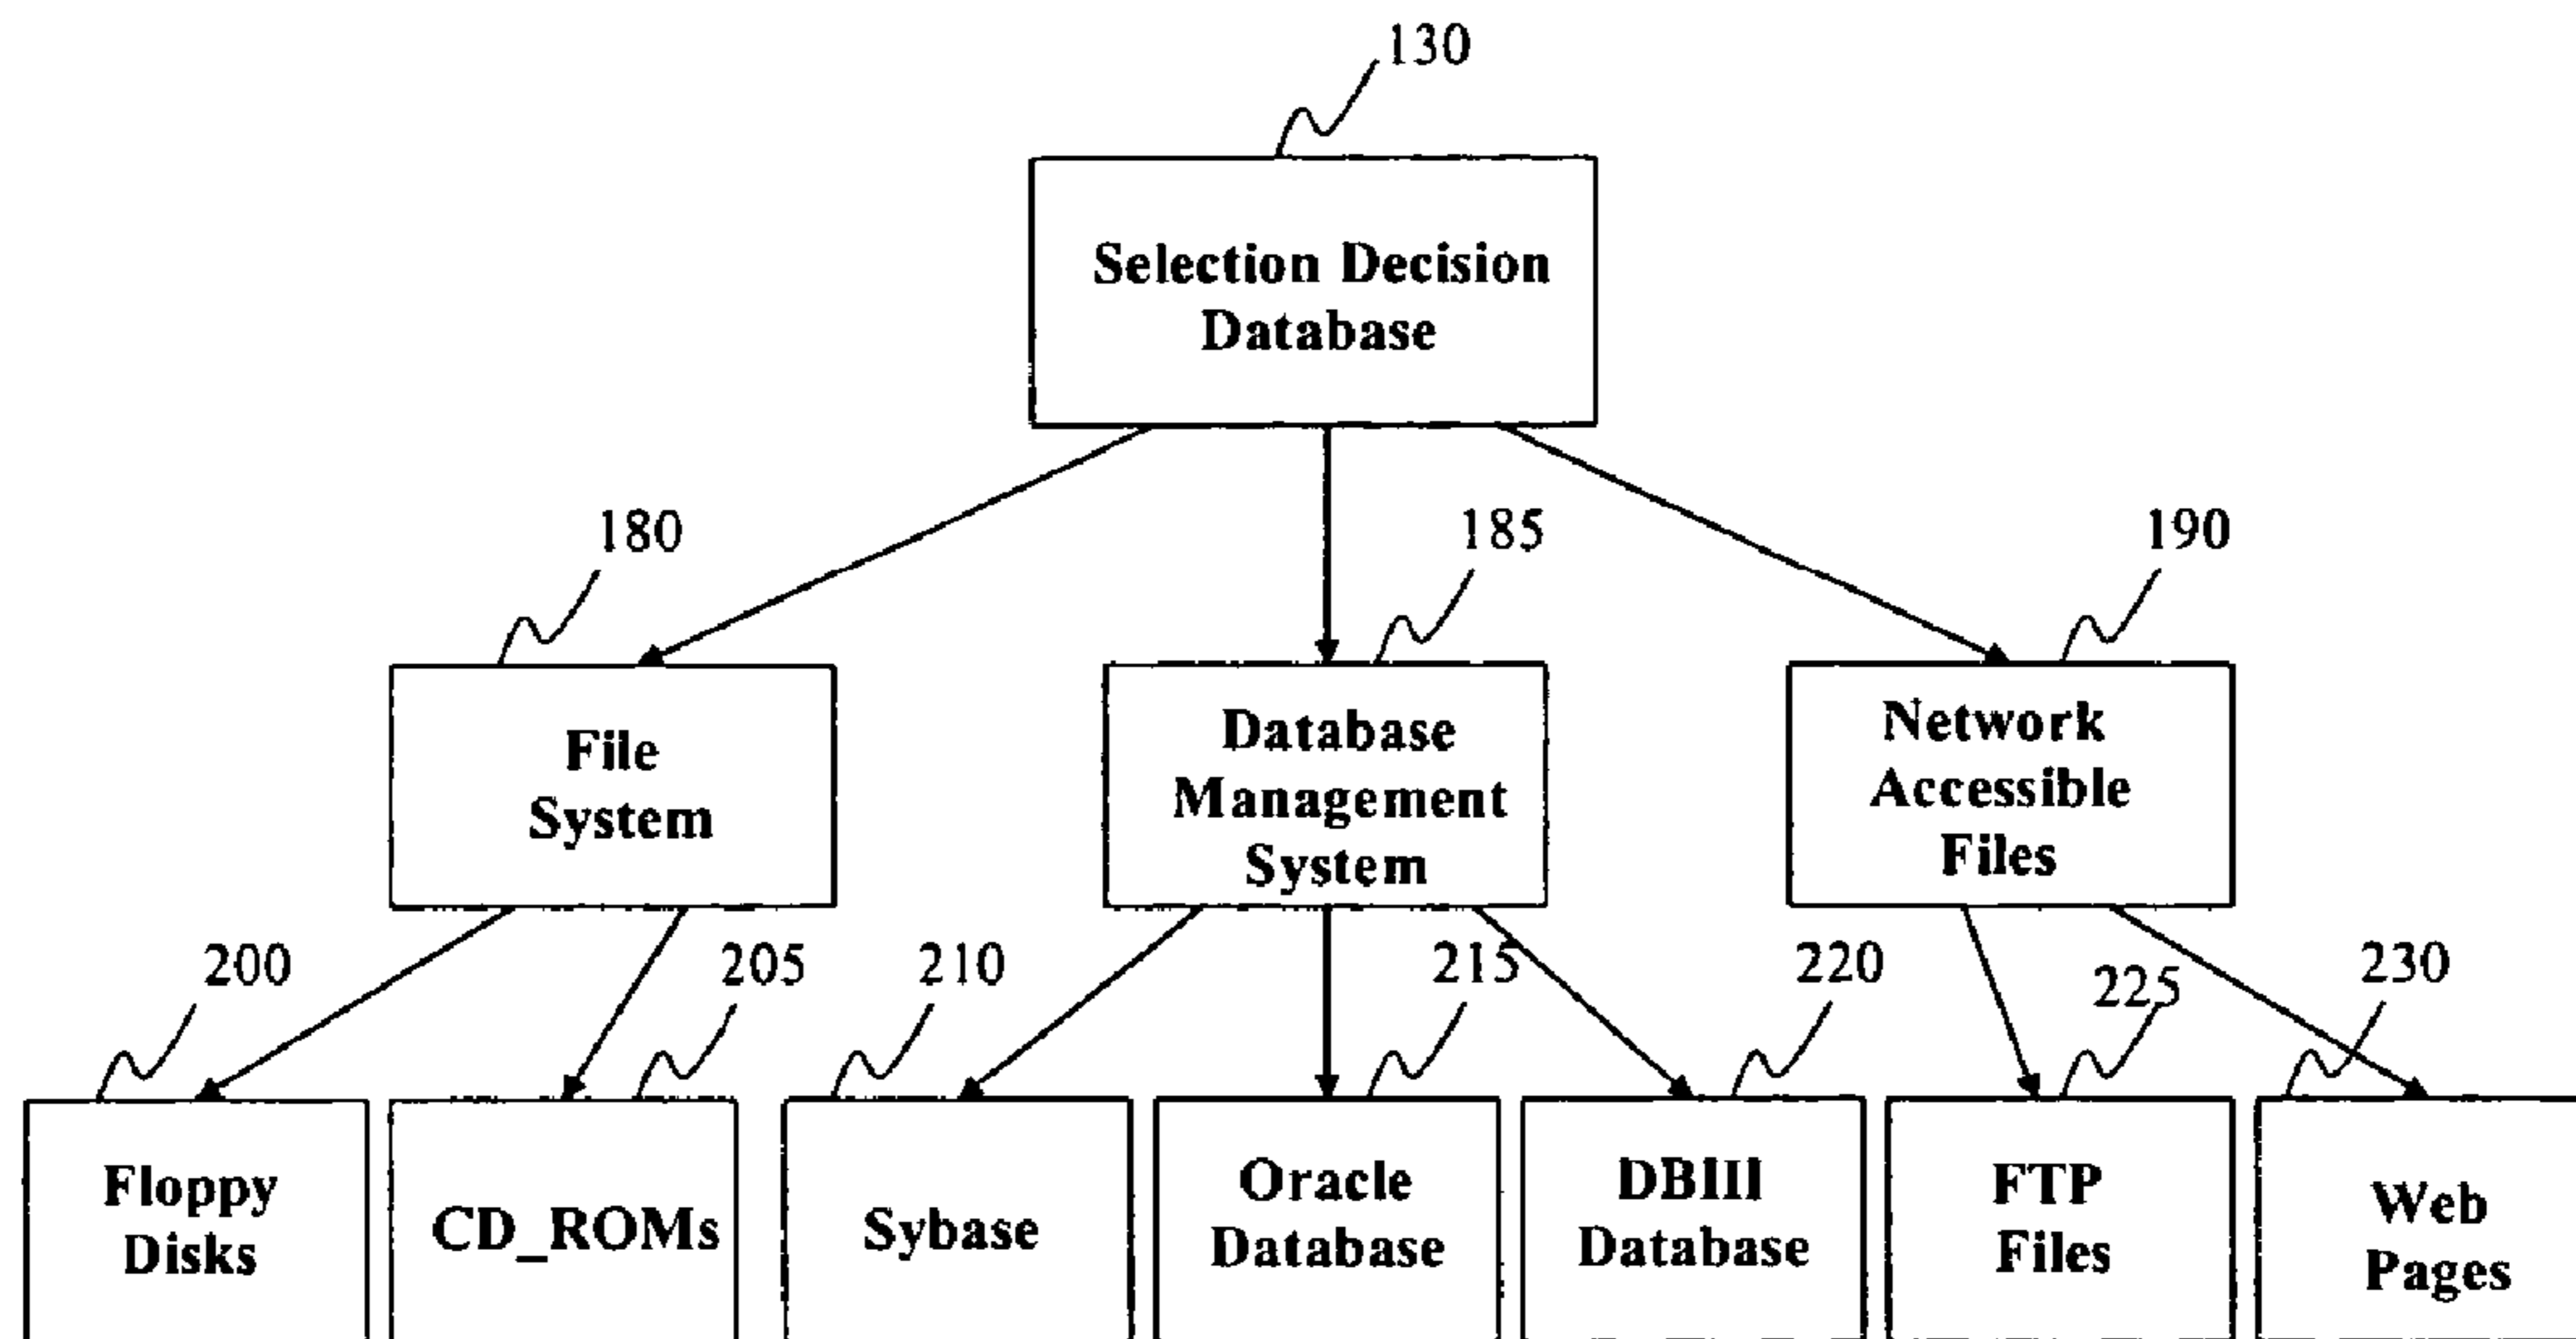 130
Selection Decision
Database
180
185
190
File
System
Database
Management
System
Network
Accessible
Files
200
205
210
215
220
225
230
Floppy
Disks
CD_ROMs
Sybase
Oracle
Database
DBIII
Database
FTP
Files
Web
Pages